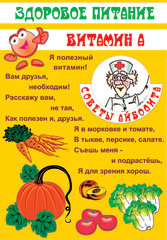 ЗДОРОВОЕ ПИТАНИЕ
ВИТАМИН А
Я полезный
витамин!
Вам друзья,
необходим!
Расскажу вам,
не тая,
Как полезен я, друзья.
СОВЕТЫ АЙБОЛИТА
Я в морковке и томате,
В тыкве, персике, салате.
Съешь меня -
и подрастёшь,
Я для зрения хорош.